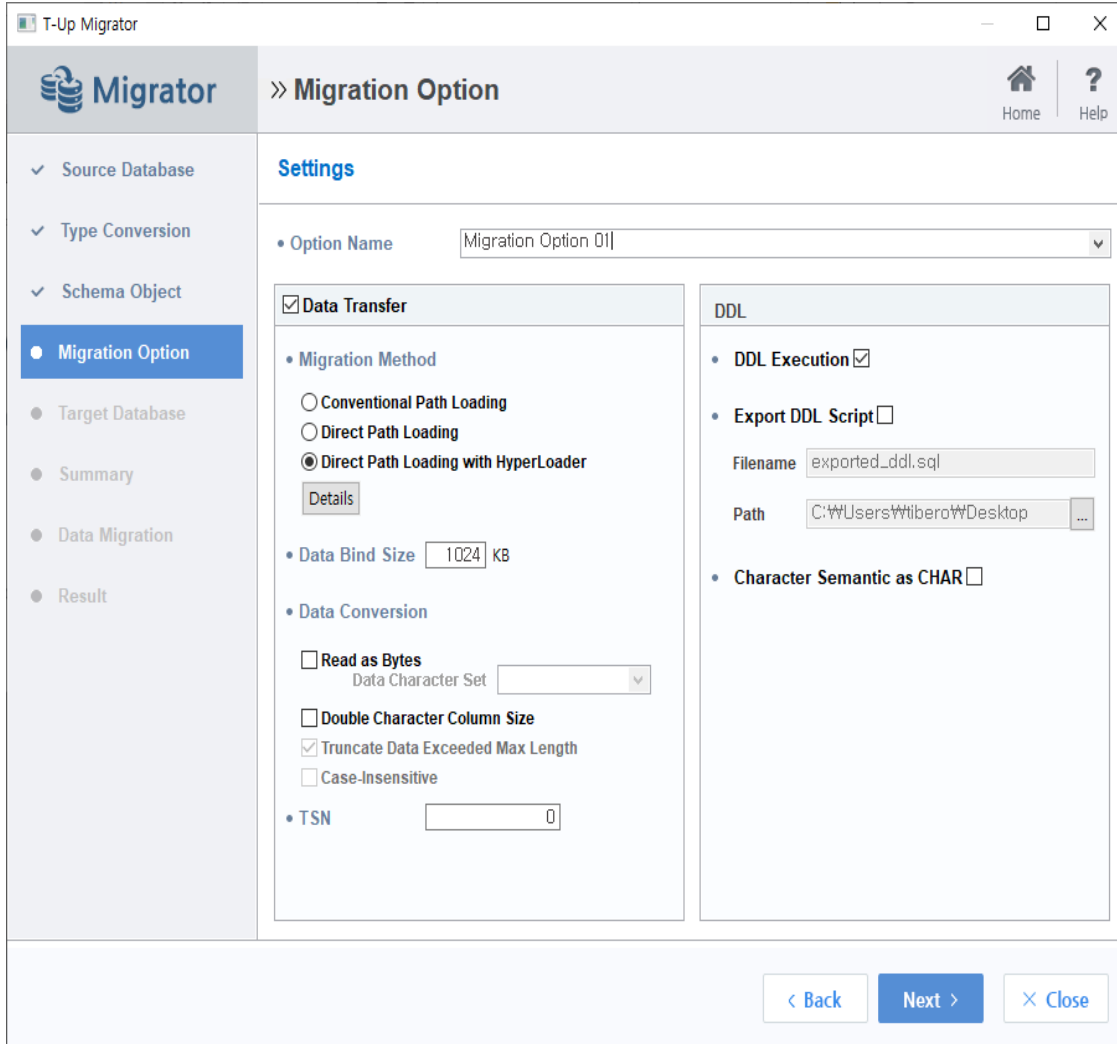 T-Up Migrator
Migrator
» Migration Option
Home
? Help
Source Database
Type Conversion
Schema Object
Migration Option
Target Database
Summary
Data Migration
Result
Settings
• Option Name Migration Option 01
Data Transfer
• Migration Method
Conventional Path Loading
Direct Path Loading
Direct Path Loading with HyperLoader
Details
• Data Bind Size 1024 KB
• Data Conversion
Read as Bytes
Data Character Set
Double Character Column Size
Truncate Data Exceeded Max Length
Case-Insensitive
• TSN 0
DDL
• DDL Execution
• Export DDL Script
Filename exported_ddl.sql
Path C:₩Users₩tibero₩Desktop ...
• Character Semantic as CHAR
< Back
Next >
× Close